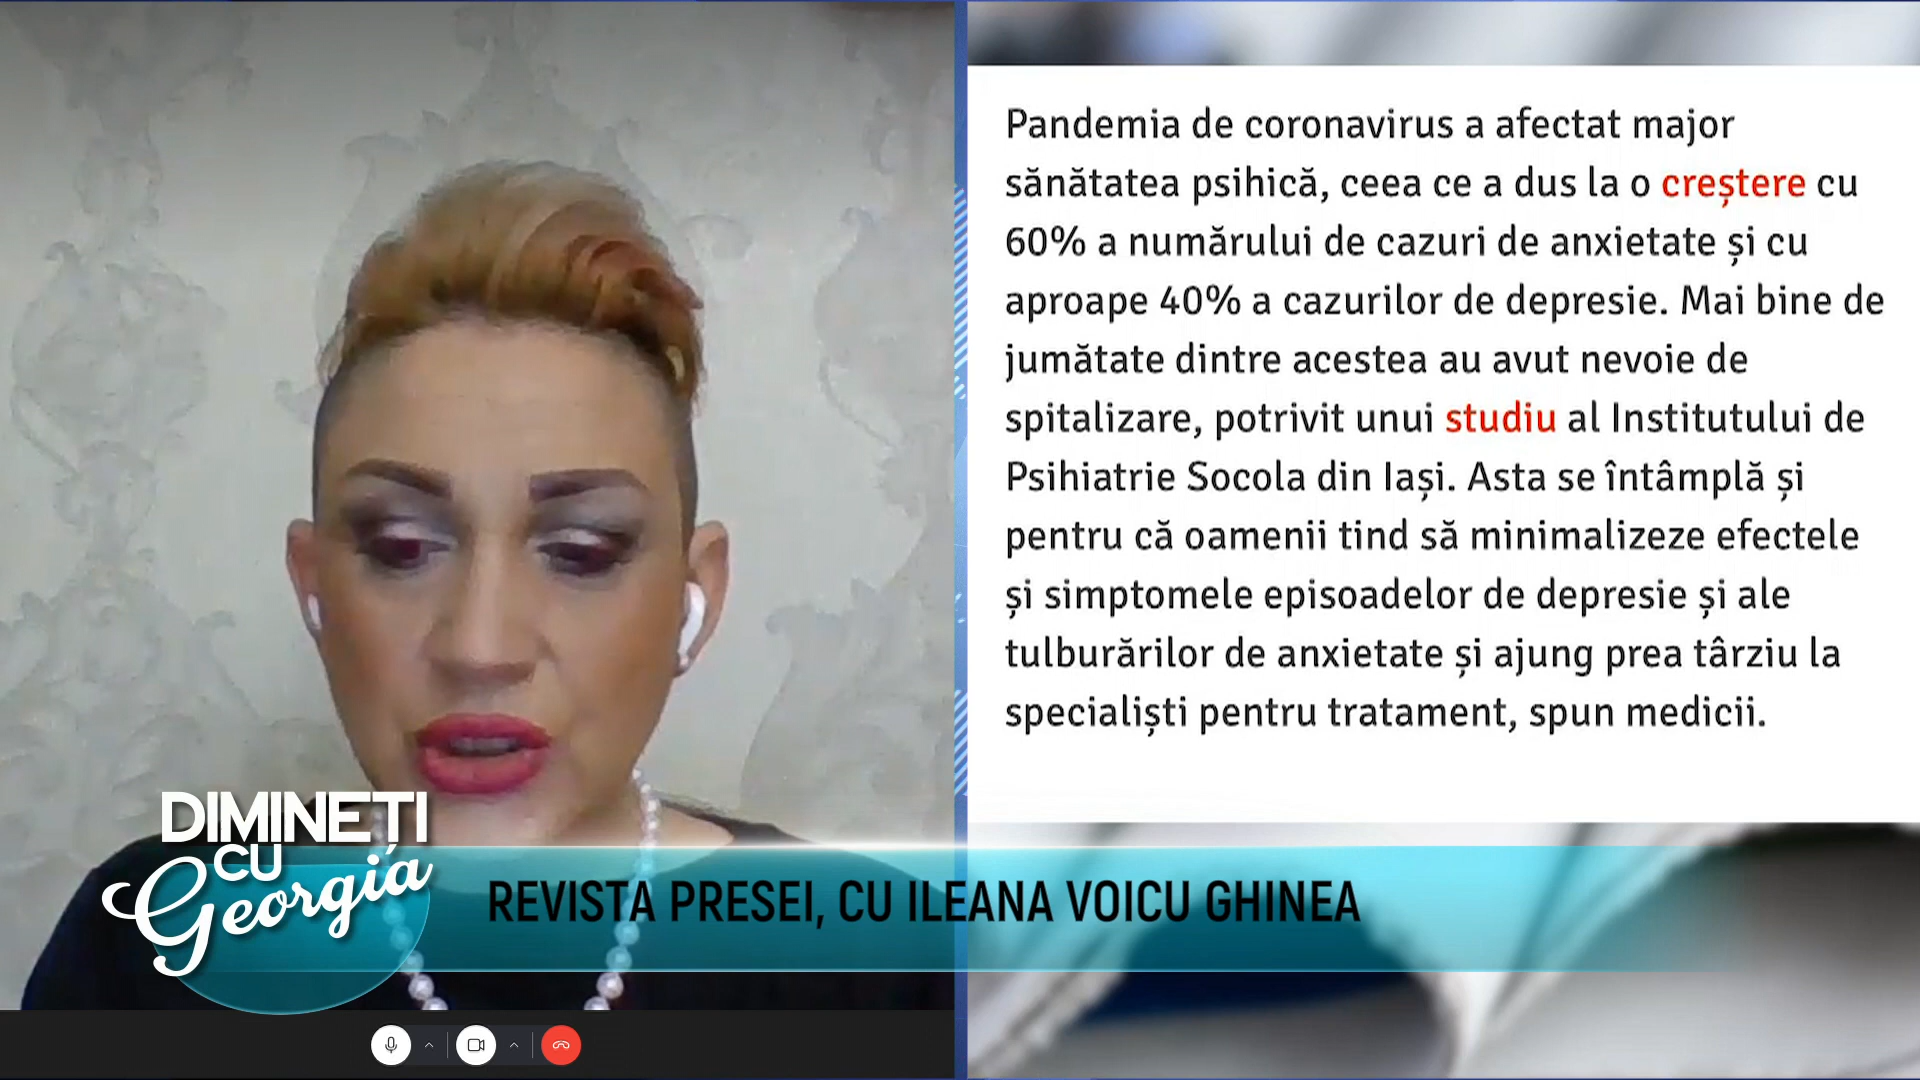 Pandemia de coronavirus a afectat major
sănătatea psihică, ceea ce a dus la o creștere cu
60% a numărului de cazuri de anxietate și cu
aproape 40% a cazurilor de depresie. Mai bine de
jumătate dintre acestea au avut nevoie de
spitalizare, potrivit unui studiu al Institutului de
Psihiatrie Socola din Iași. Asta se întâmplă și
pentru că oamenii tind să minimalizeze efectele
și simptomele episoadelor de depresie și ale
tulburărilor de anxietate și ajung prea târziu la
specialiști pentru tratament, spun medicii.
DIMINEȚI
CU
Georgia
REVISTA PRESEI, CU ILEANA VOICU GHINEA